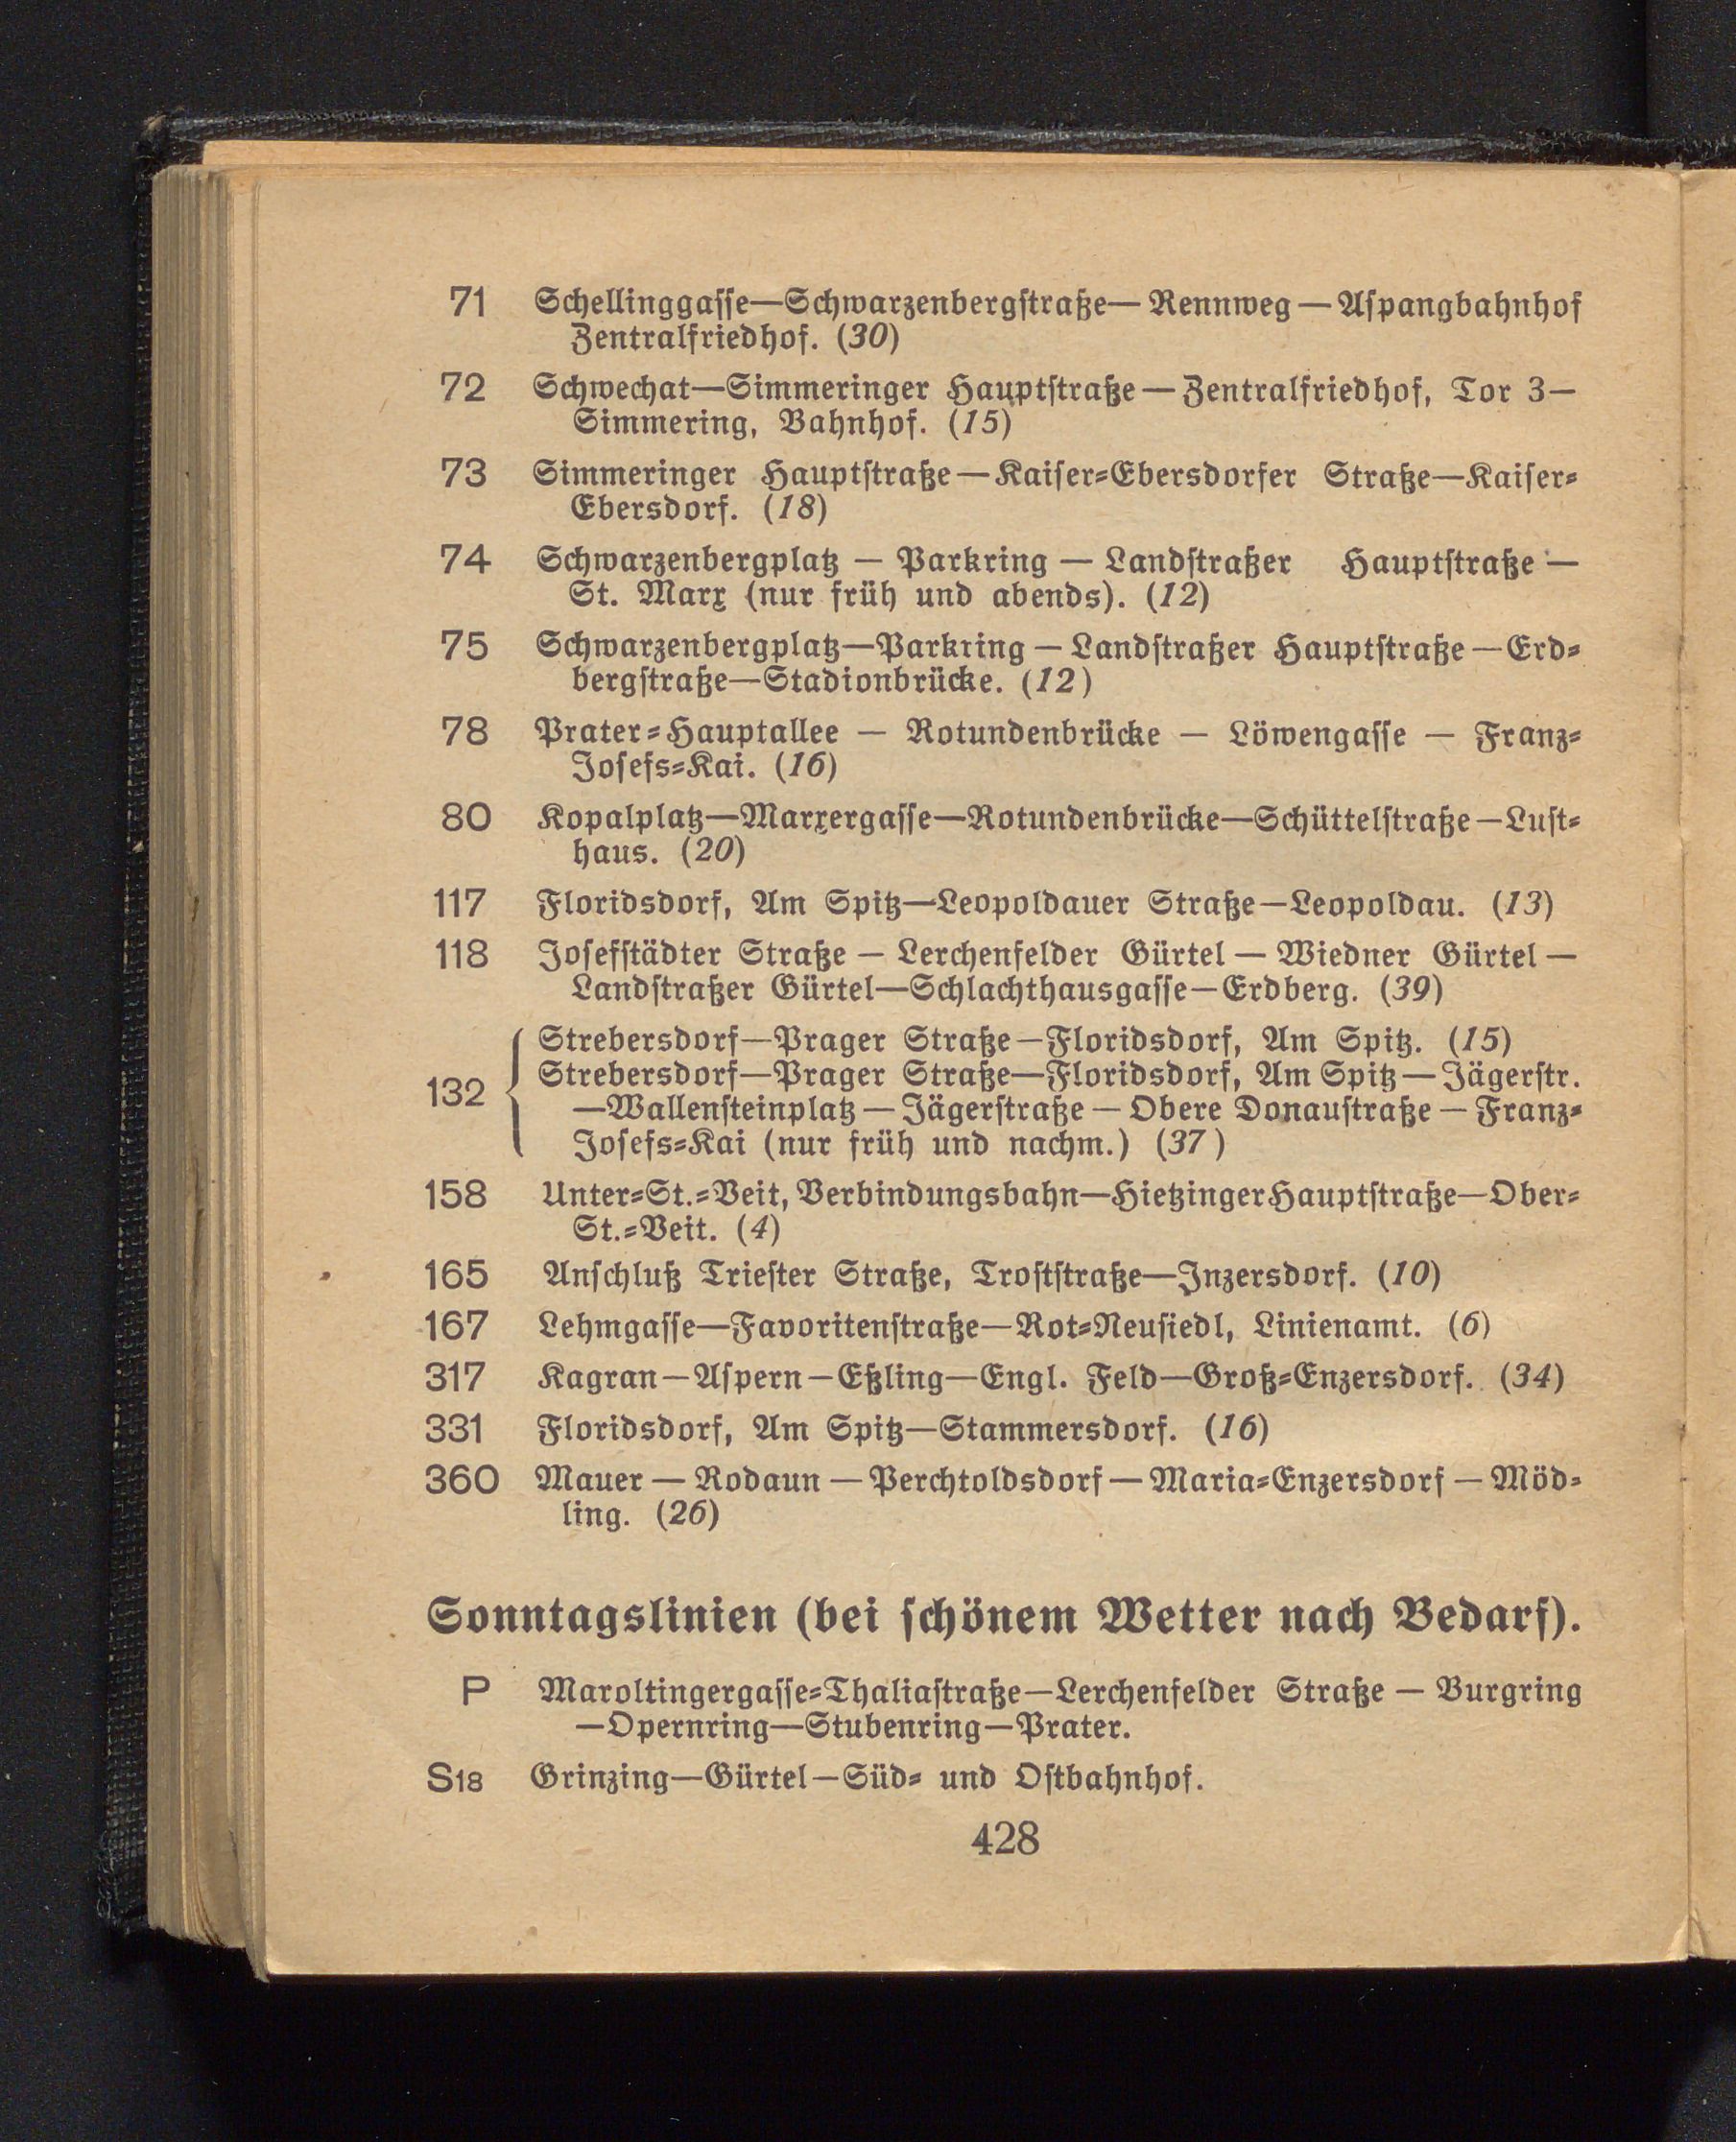 71 Schellinggasse—Schwarzenbergstraße—Rennweg—Aspangbahnhof
Zentralfriedhof. (30)
72 Schwechat—Simmeringer Hauptstraße—Zentralfriedhof, Tor 3—
Simmering, Bahnhof. (15)
73 Simmeringer Hauptstraße—Kaiser-Ebersdorfer Straße—Kaiser-
Ebersdorf. (18)
74 Schwarzenbergplatz — Parkring — Landstraßer Hauptstraße —
St. Marx (nur früh und abends). (12)
75 Schwarzenbergplatz—Parkring—Landstraßer Hauptstraße—Erd-
bergstraße—Stadionbrücke. (12)
78 Prater-Hauptallee — Rotundenbrücke — Löwengasse — Franz-
Josefs-Kai. (16)
80 Kopalplatz—Marxergasse—Rotundenbrücke—Schüttelstraße—Lust-
haus. (20)
117 Floridsdorf, Am Spitz—Leopoldauer Straße—Leopoldau. (13)
118 Josefstädter Straße — Lerchenfelder Gürtel — Wiedner Gürtel —
Landstraßer Gürtel—Schlachthausgasse—Erdberg. (39)
Strebersdorf—Prager Straße—Floridsdorf, Am Spitz. (15)
132 Strebersdorf—Prager Straße—Floridsdorf, Am Spitz—Jägerstr.
—Wallensteinplatz—Jägerstraße—Obere Donaustraße—Franz-
Josefs-Kai (nur früh und nachm.) (37)
158 Unter-St.-Veit, Verbindungsbahn—Hietzinger Hauptstraße—Ober-
St.-Veit. (4)
165 Anschluß Triester Straße, Troststraße—Inzersdorf. (10)
167 Lehmgasse—Favoritenstraße—Rot-Neusiedl, Linienamt. (6)
317 Kagran—Aspern—Eßling—Engl. Feld—Groß-Enzersdorf. (34)
331 Floridsdorf, Am Spitz—Stammersdorf. (16)
360 Mauer — Rodaun — Perchtoldsdorf — Maria-Enzersdorf — Möd-
ling. (26)
Sonntagslinien (bei schönem Wetter nach Bedarf).
P Maroltingergasse-Thaliastraße—Lerchenfelder Straße — Burgring
—Opernring—Stubenring—Prater.
S18 Grinzing—Gürtel—Süd- und Ostbahnhof.
428